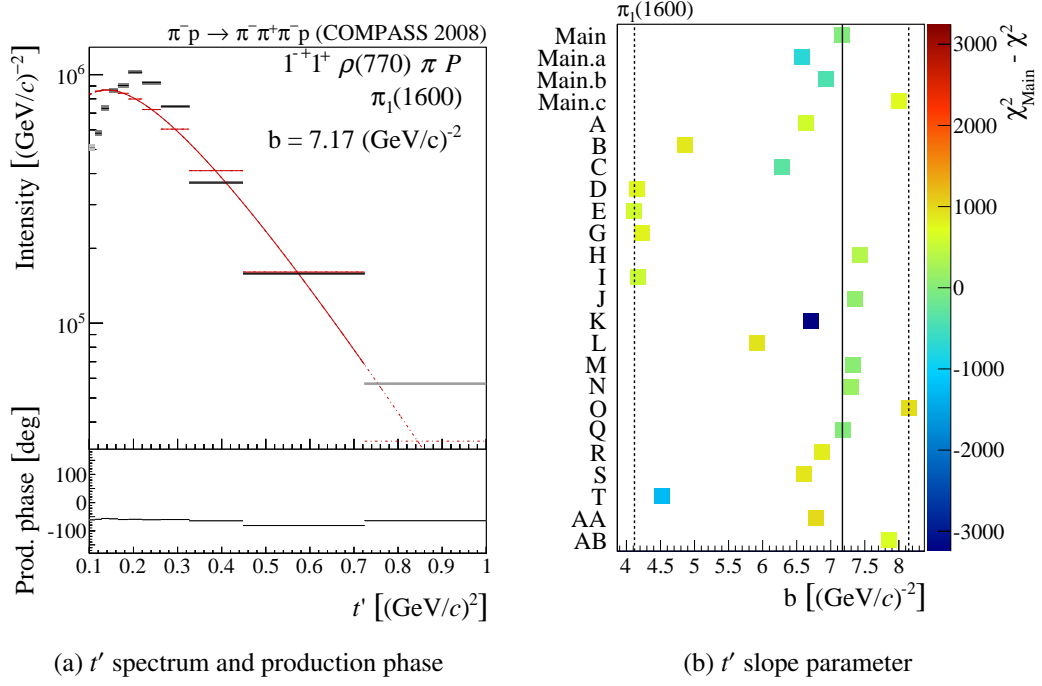 π⁻p → π⁻π⁺π⁻p (COMPASS 2008)
1⁻⁺1⁺ ρ(770) π P
π₁(1600)
b = 7.17 (GeV/c)⁻²
Intensity [(GeV/c)⁻²]
10⁶
10⁵
Prod. phase [deg]
100
0
-100
0.1 0.2 0.3 0.4 0.5 0.6 0.7 0.8 0.9 1
t' [(GeV/c)²]
(a) t′ spectrum and production phase
π₁(1600)
Main
Main.a
Main.b
Main.c
A
B
C
D
E
G
H
I
J
K
L
M
N
O
Q
R
S
T
AA
AB
4 4.5 5 5.5 6 6.5 7 7.5 8
b [(GeV/c)⁻²]
3000
2000
1000
0
-1000
-2000
-3000
χ²Main - χ²
(b) t′ slope parameter